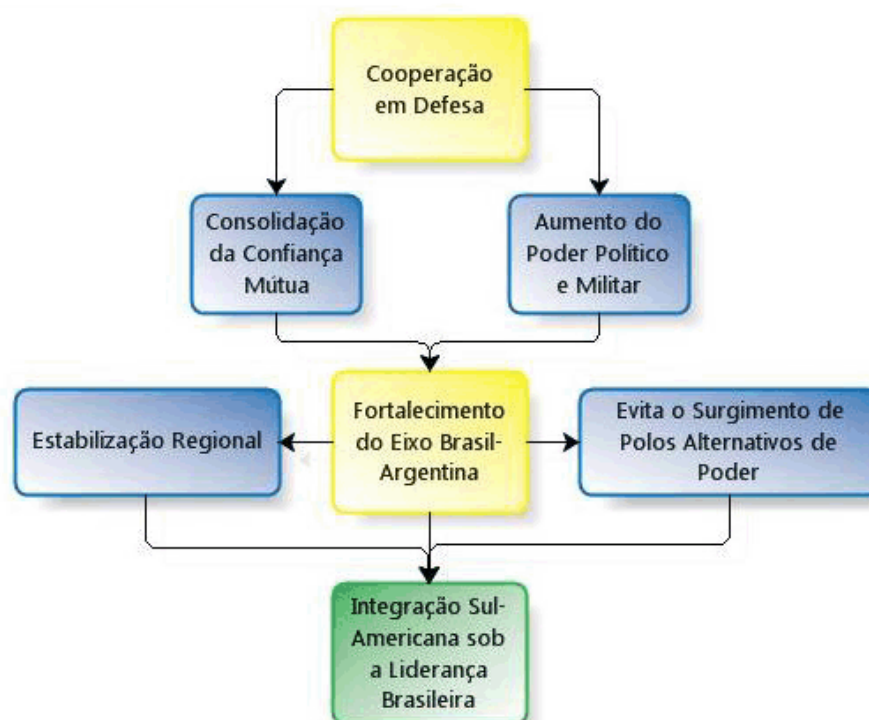 Cooperação
em Defesa
Consolidação
da Confiança
Mútua
Aumento do
Poder Político
e Militar
Estabilização Regional
Fortalecimento
do Eixo Brasil-
Argentina
Evita o Surgimento de
Polos Alternativos de
Poder
Integração Sul-
Americana sob
a Liderança
Brasileira